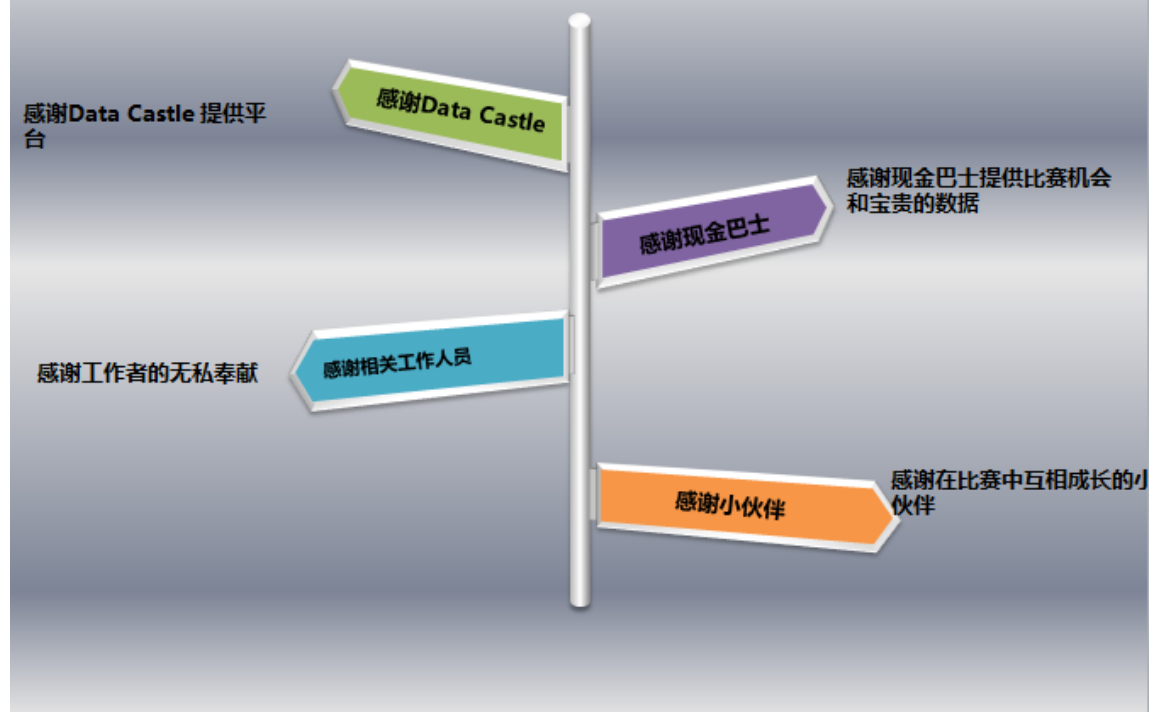 感谢Data Castle 提供平
台
感谢Data Castle
感谢现金巴士提供比赛机会
和宝贵的数据
感谢现金巴士
感谢工作者的无私奉献
感谢相关工作人员
感谢在比赛中互相成长的小
伙伴
感谢小伙伴